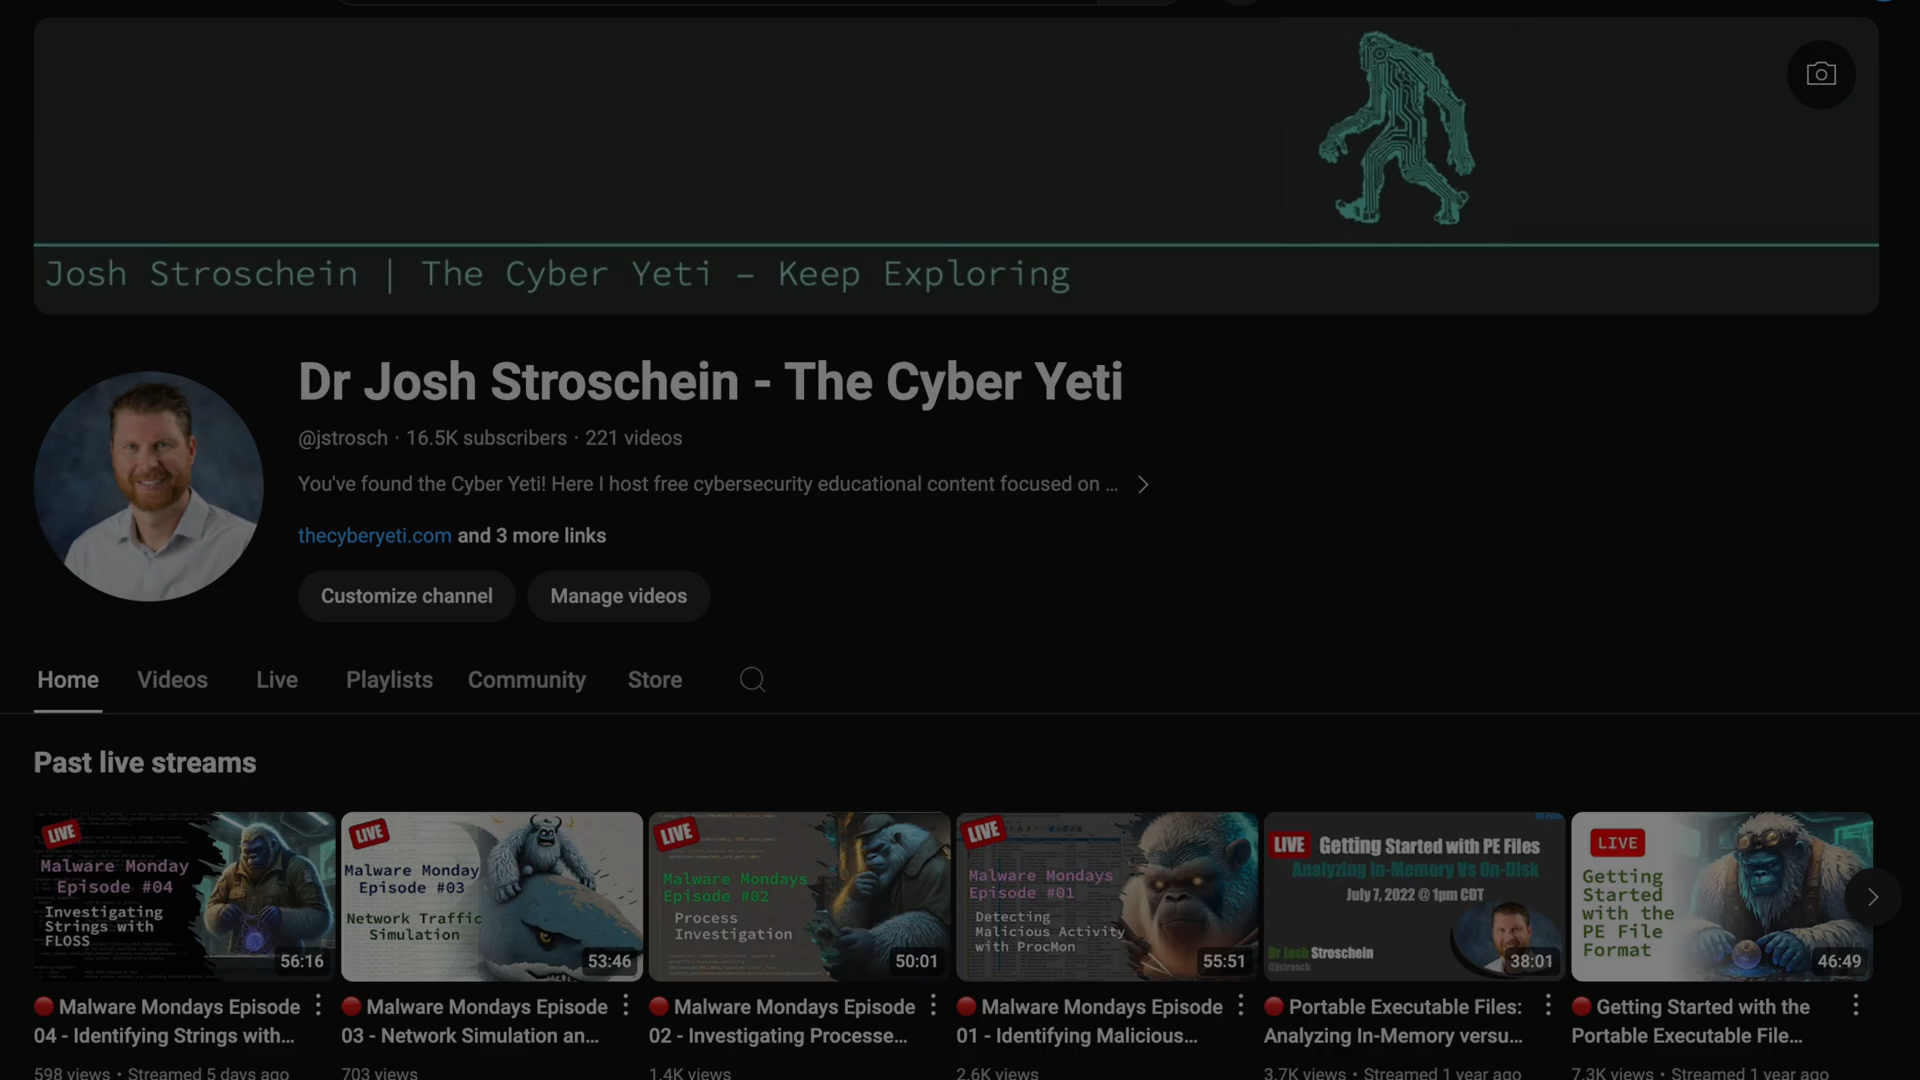 Josh Stroschein | The Cyber Yeti – Keep Exploring
Dr Josh Stroschein - The Cyber Yeti
@jstrosch · 16.5K subscribers · 221 videos
You've found the Cyber Yeti! Here I host free cybersecurity educational content focused on ...
thecyberyeti.com and 3 more links
Customize channel
Manage videos
Home
Videos
Live
Playlists
Community
Store
Past live streams
LIVE
Malware Monday
Episode #04
Investigating
Strings with
FLOSS
56:16
LIVE
Malware Monday
Episode #03
Network Traffic
Simulation
53:46
LIVE
Malware Mondays
Episode #02
Process
Investigation
50:01
LIVE
Malware Mondays
Episode #01
Detecting
Malicious Activity
with ProcMon
55:51
LIVE Getting Started with PE Files
Analyzing In-Memory Vs On-Disk
July 7, 2022 @ 1pm CDT
Dr Josh Stroschein
@jstrosch
38:01
LIVE
Getting
Started
with the
PE File
Format
46:49
Malware Mondays Episode
04 - Identifying Strings with...
598 views • Streamed 5 days ago
Malware Mondays Episode
03 - Network Simulation an...
703 views
Malware Mondays Episode
02 - Investigating Processe...
1.4K views
Malware Mondays Episode
01 - Identifying Malicious...
2.6K views
Portable Executable Files:
Analyzing In-Memory versu...
3.7K views • Streamed 1 year ago
Getting Started with the
Portable Executable File...
7.3K views • Streamed 1 year ago